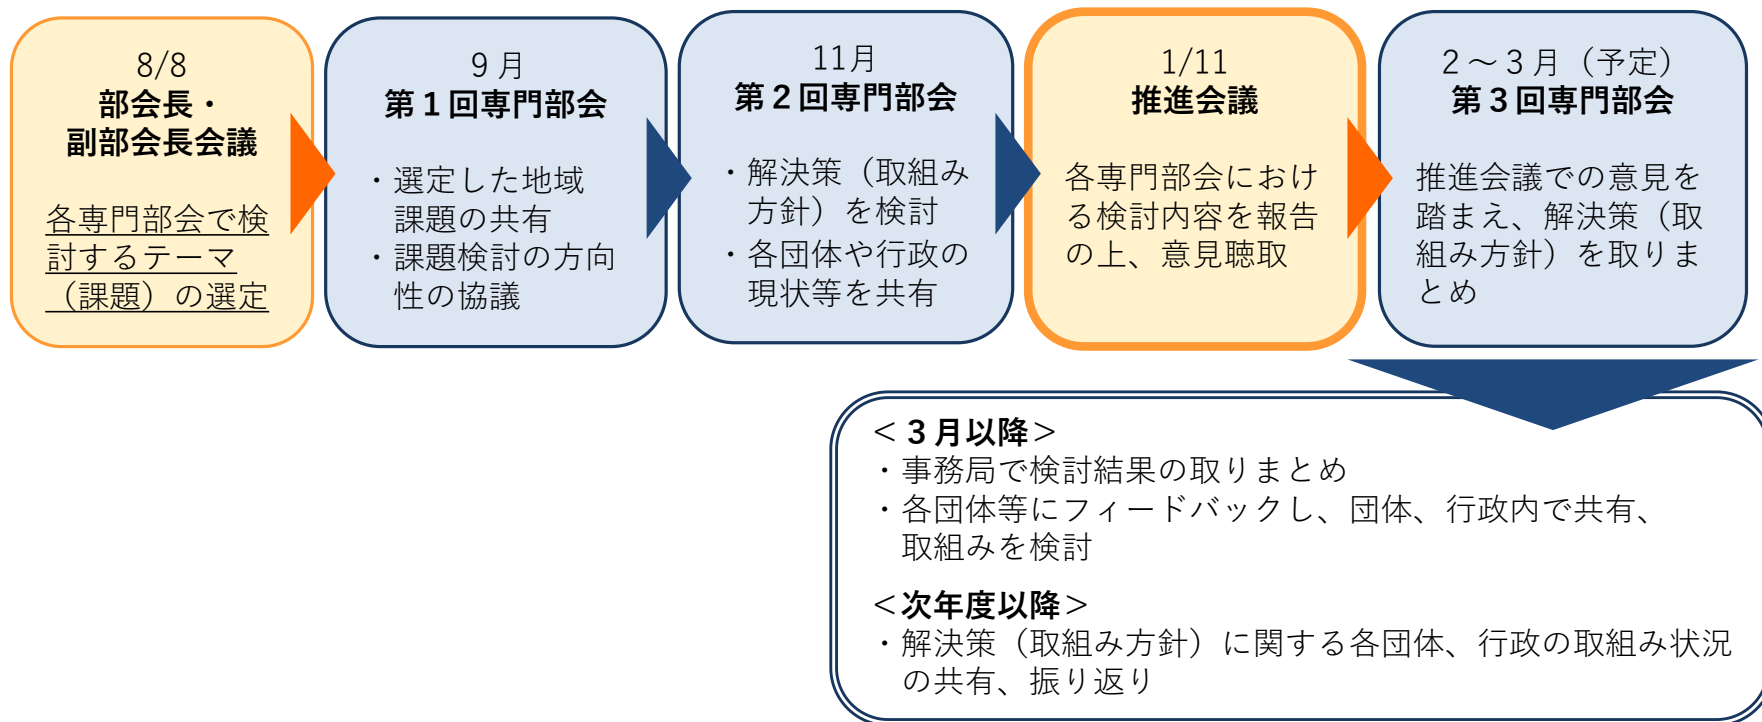 8/8
部会長・
副部会長会議
各専門部会で検
討するテーマ
（課題）の選定
９月
第１回専門部会
・選定した地域
課題の共有
・課題検討の方向
性の協議
11月
第２回専門部会
・解決策（取組み
方針）を検討
・各団体や行政の
現状等を共有
1/11
推進会議
各専門部会におけ
る検討内容を報告
の上、意見聴取
２～３月（予定）
第３回専門部会
推進会議での意見を
踏まえ、解決策（取
組み方針）を取りま
とめ
＜３月以降＞
・事務局で検討結果の取りまとめ
・各団体等にフィードバックし、団体、行政内で共有、
取組みを検討
＜次年度以降＞
・解決策（取組み方針）に関する各団体、行政の取組み状況
の共有、振り返り